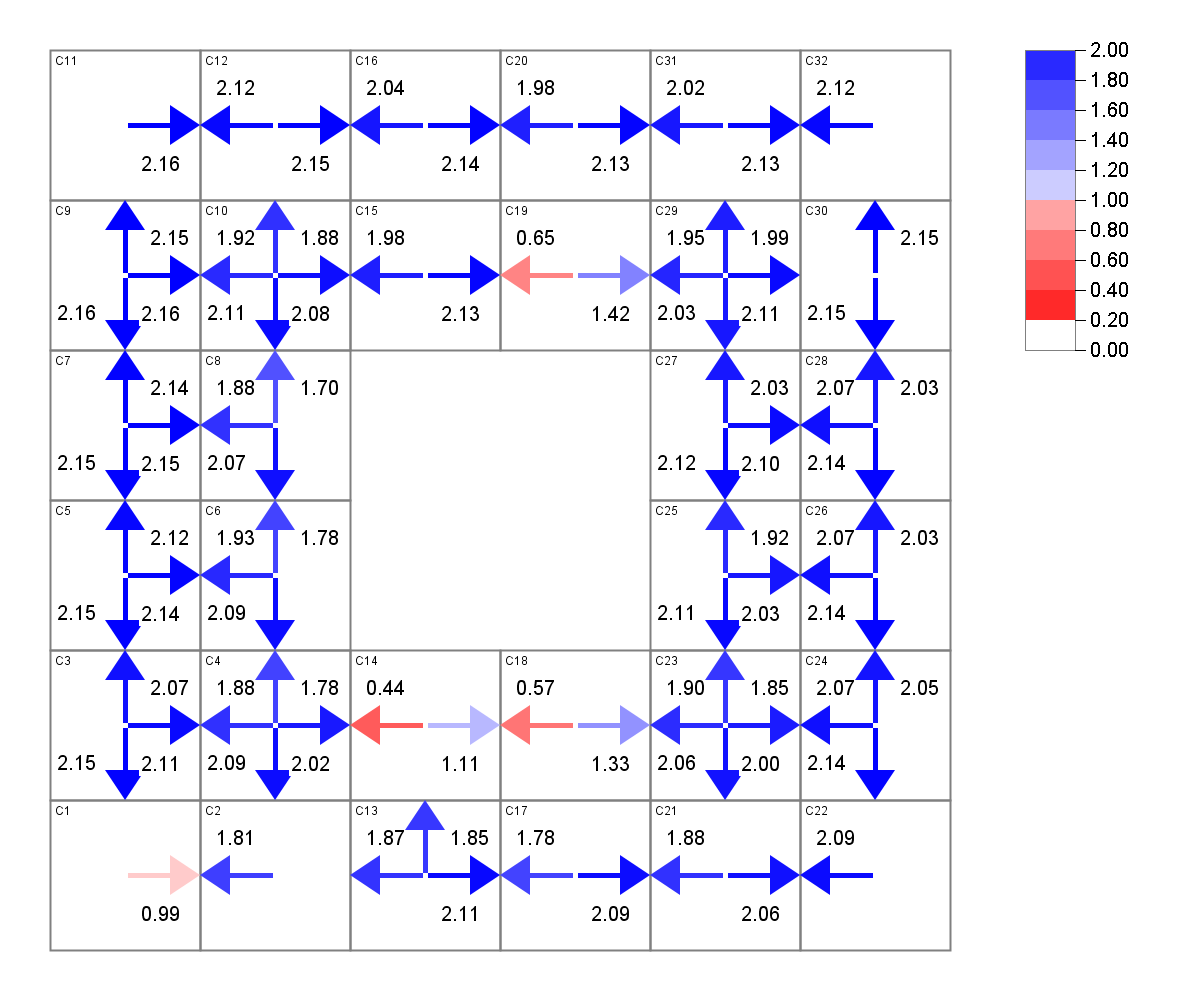 C11 C12 C16 C20 C31 C32 2.00
2.12 2.04 1.98 2.02 2.12 1.80
1.60
2.16 2.15 2.14 2.13 2.13 1.40
1.20
C9 C10 C15 C19 C29 C30 1.00
2.15 1.92 1.88 1.98 0.65 1.95 1.99 2.15 0.80
0.60
0.40
2.16 2.16 2.11 2.08 2.13 1.42 2.03 2.11 2.15 0.20
0.00
C7 C8 C27 C28
2.14 1.88 1.70 2.03 2.07 2.03
2.15 2.15 2.07 2.12 2.10 2.14
C5 C6 C25 C26
2.12 1.93 1.78 1.92 2.07 2.03
2.15 2.14 2.09 2.11 2.03 2.14
C3 C4 C14 C18 C23 C24
2.07 1.88 1.78 0.44 0.57 1.90 1.85 2.07 2.05
2.15 2.11 2.09 2.02 1.11 1.33 2.06 2.00 2.14
C1 C2 C13 C17 C21 C22
1.81 1.87 1.85 1.78 1.88 2.09
0.99 2.11 2.09 2.06